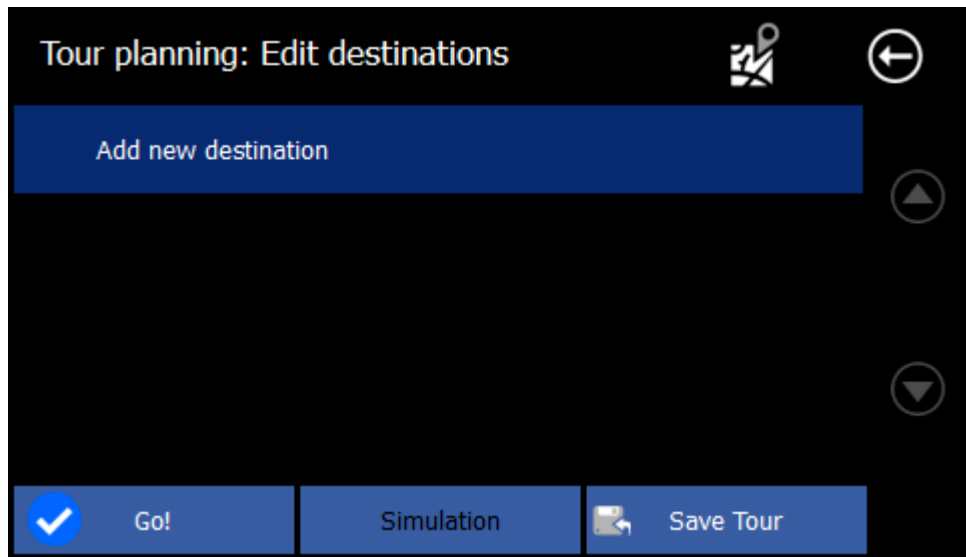 Tour planning: Edit destinations
Add new destination
Go!
Simulation
Save Tour